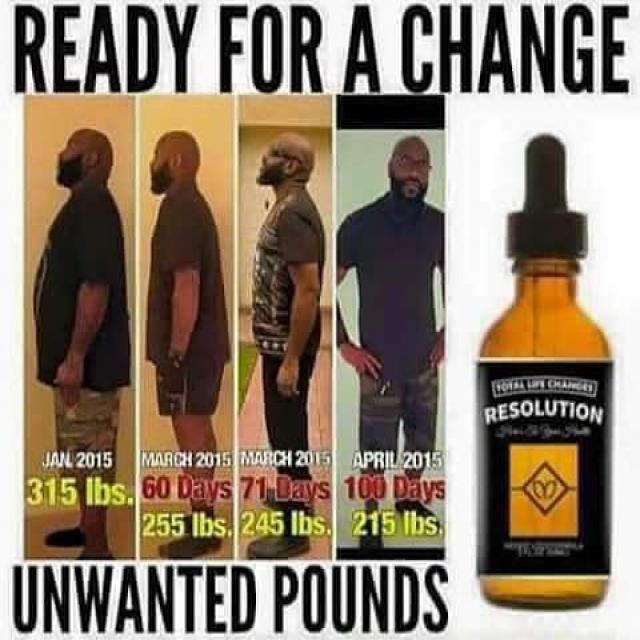 READY FOR A CHANGE
JAN. 2015
315 lbs.
MARCH 2015
60 Days
255 lbs.
MARCH 2015
71 Days
245 lbs.
APRIL 2015
100 Days
215 lbs.
TOTAL LIFE CHANGES
RESOLUTION
UNWANTED POUNDS